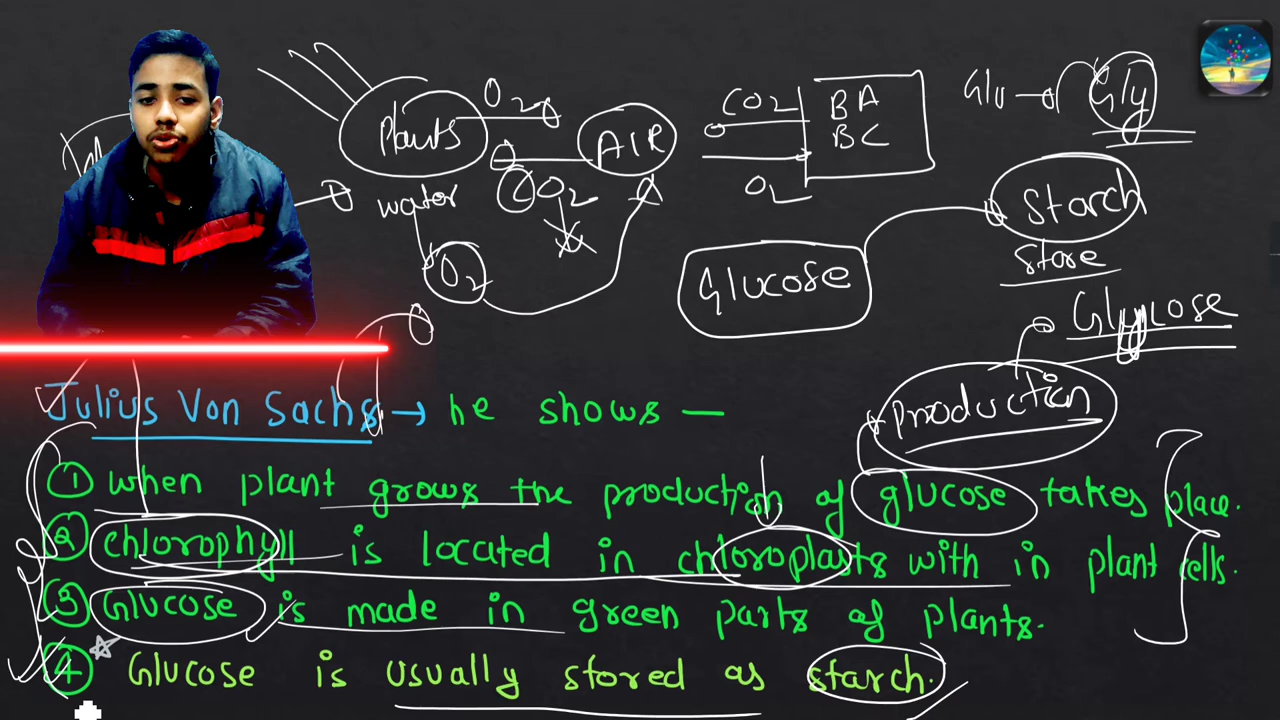 Plants
O2
AIR
CO2
BA
BC
Glu → Gly
water
CO2
O2
Starch
O2
Store
Glucose
Glycose
Production
Julius Von Sachs → he shows —
① when plant grows the production of glucose takes place.
② chlorophyll is located in chloroplasts with in plant cells.
③ Glucose is made in green parts of plants.
④ Glucose is usually stored as starch.